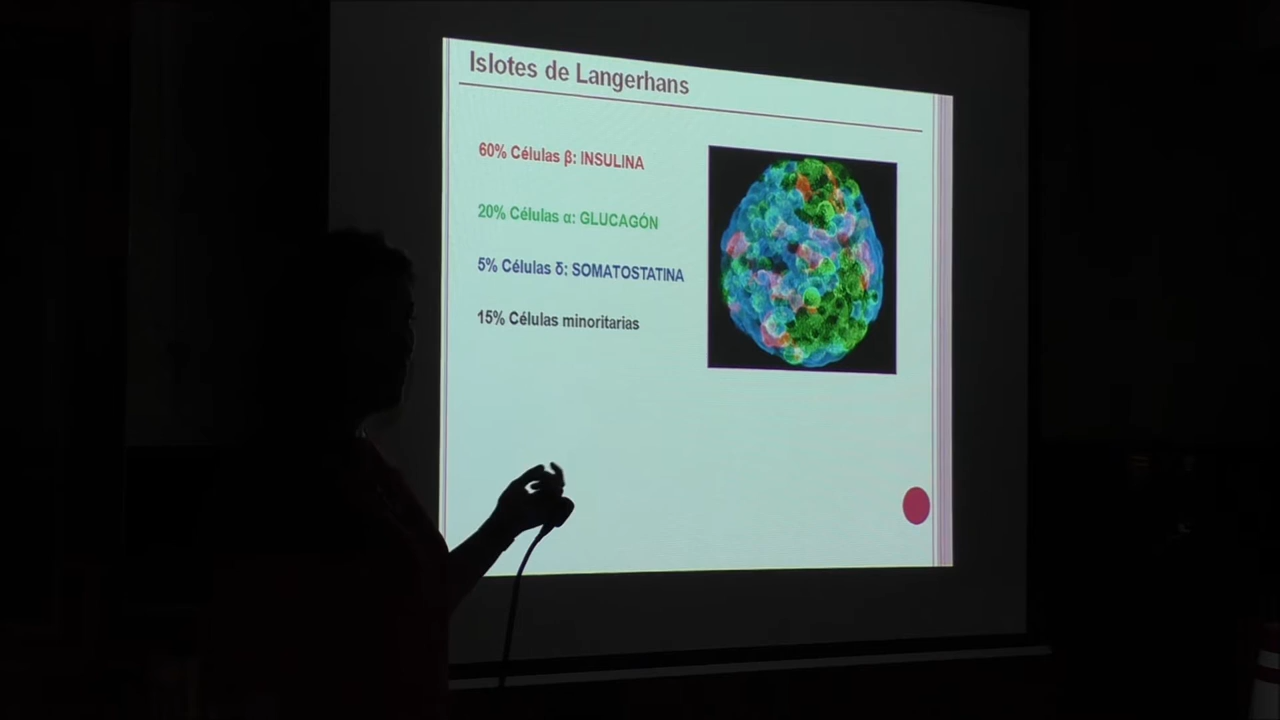 Islotes de Langerhans
60% Células β: INSULINA
20% Células α: GLUCAGÓN
5% Células δ: SOMATOSTATINA
15% Células minoritarias